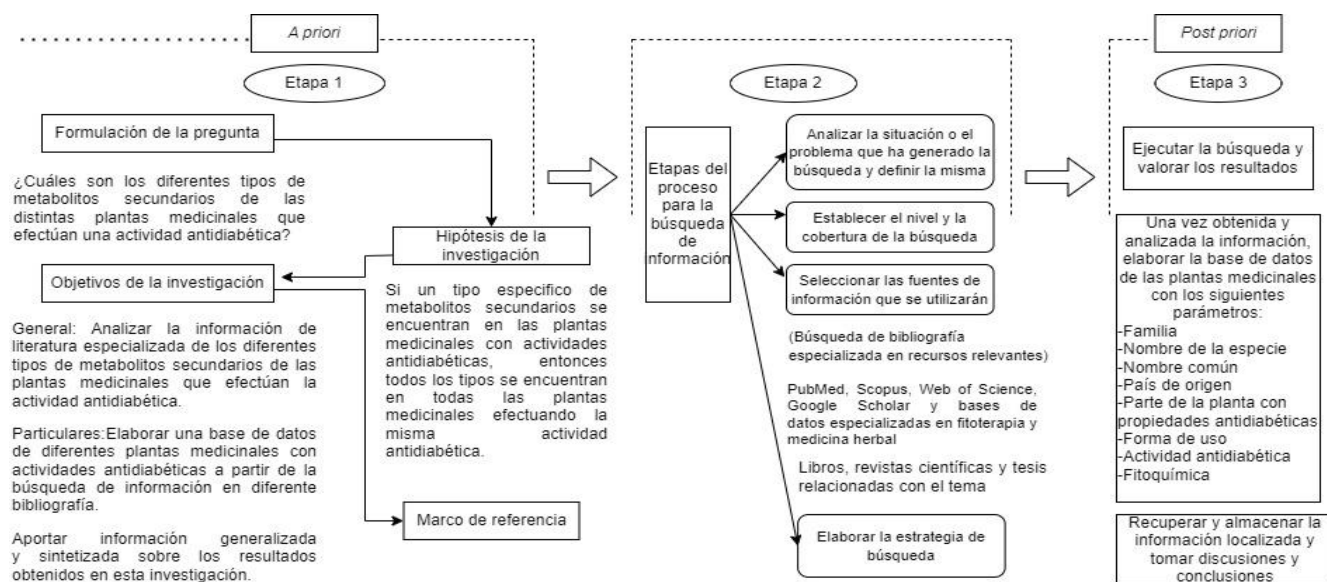 A priori
Etapa 1
Formulación de la pregunta
¿Cuáles son los diferentes tipos de
metabolitos secundarios de las
distintas plantas medicinales que
efectúan una actividad antidiabética?
Hipótesis de la
investigación
Si un tipo especifico de
metabolitos secundarios se
encuentran en las plantas
medicinales con actividades
antidiabéticas, entonces
todos los tipos se encuentran
en todas las plantas
medicinales efectuando la
misma actividad
antidiabética.
Objetivos de la investigación
General: Analizar la información de
literatura especializada de los diferentes
tipos de metabolitos secundarios de las
plantas medicinales que efectúan la
actividad antidiabética.
Particulares:Elaborar una base de datos
de diferentes plantas medicinales con
actividades antidiabéticas a partir de la
búsqueda de información en diferente
bibliografía.
Aportar información generalizada
y sintetizada sobre los resultados
obtenidos en esta investigación.
Marco de referencia
Etapa 2
Etapas del
proceso
para la
búsqueda
de
información
Analizar la situación o el
problema que ha generado la
búsqueda y definir la misma
Establecer el nivel y la
cobertura de la búsqueda
Seleccionar las fuentes de
información que se utilizarán
(Búsqueda de bibliografía
especializada en recursos relevantes)
PubMed, Scopus, Web of Science,
Google Scholar y bases de
datos especializadas en fitoterapia y
medicina herbal
Libros, revistas científicas y tesis
relacionadas con el tema
Elaborar la estrategia de
búsqueda
Post priori
Etapa 3
Ejecutar la búsqueda y
valorar los resultados
Una vez obtenida y
analizada la información,
elaborar la base de datos
de las plantas medicinales
con los siguientes
parámetros:
-Familia
-Nombre de la especie
-Nombre común
-País de origen
-Parte de la planta con
propiedades antidiabéticas
-Forma de uso
-Actividad antidiabética
-Fitoquímica
Recuperar y almacenar la
información localizada y
tomar discusiones y
conclusiones